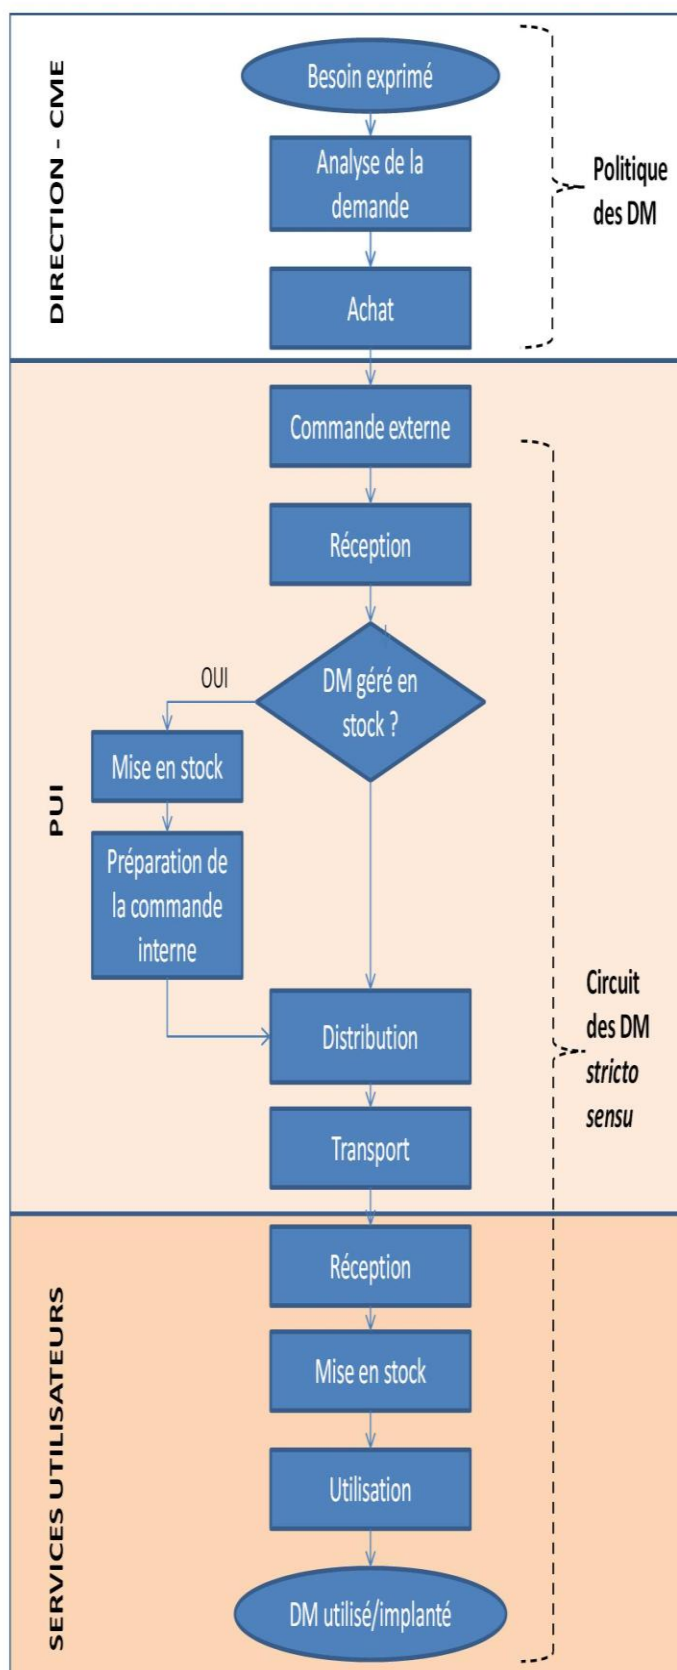 DIRECTION - CME
Besoin exprimé
Analyse de la
demande
Achat
Politique
des DM
PUI
Commande externe
Réception
DM géré en
stock ?
OUI
Mise en stock
Préparation de
la commande
interne
Distribution
Transport
Circuit
des DM
stricto
sensu
SERVICES UTILISATEURS
Réception
Mise en stock
Utilisation
DM utilisé/implanté